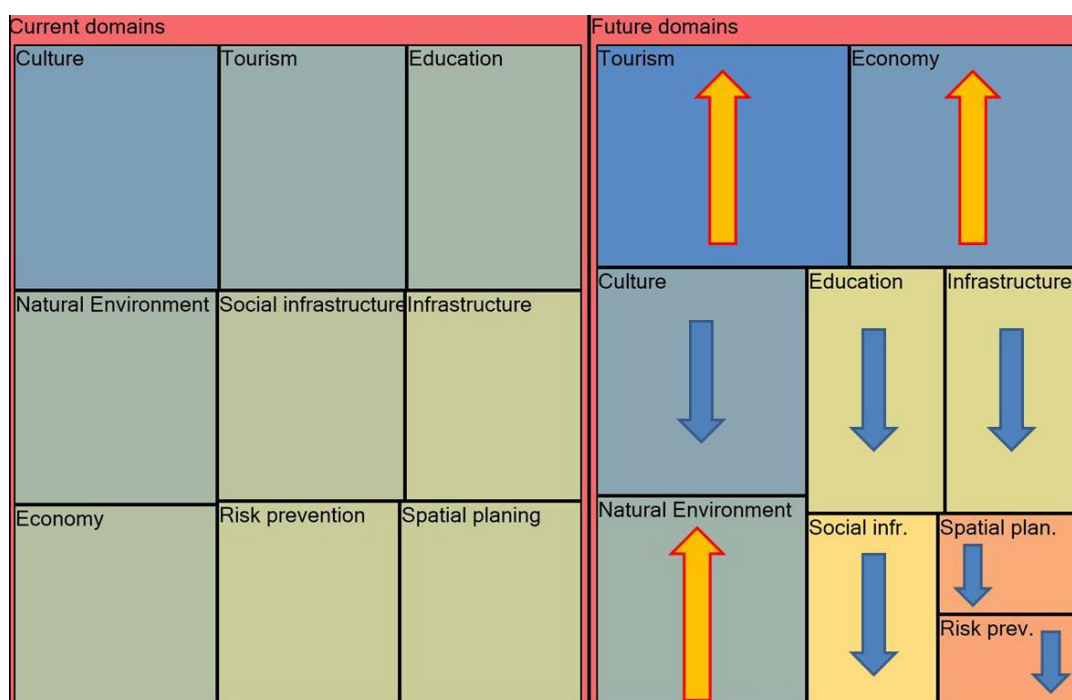 Current domains
Culture
Tourism
Education
Natural Environment
Social infrastructure
Infrastructure
Economy
Risk prevention
Spatial planing
Future domains
Tourism
Economy
Culture
Education
Infrastructure
Natural Environment
Social infr.
Spatial plan.
Risk prev.